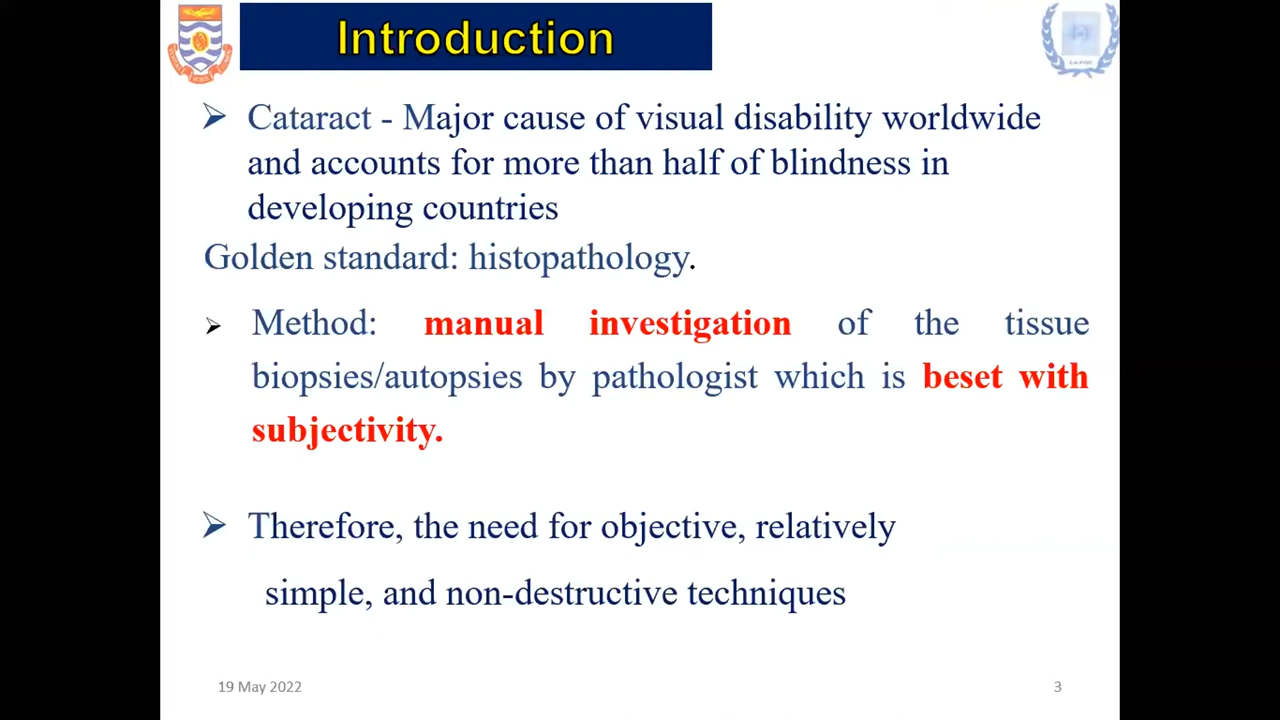 Introduction
Cataract - Major cause of visual disability worldwide
and accounts for more than half of blindness in
developing countries
Golden standard: histopathology.
Method: manual investigation of the tissue
biopsies/autopsies by pathologist which is beset with
subjectivity.
Therefore, the need for objective, relatively
simple, and non-destructive techniques
19 May 2022
3